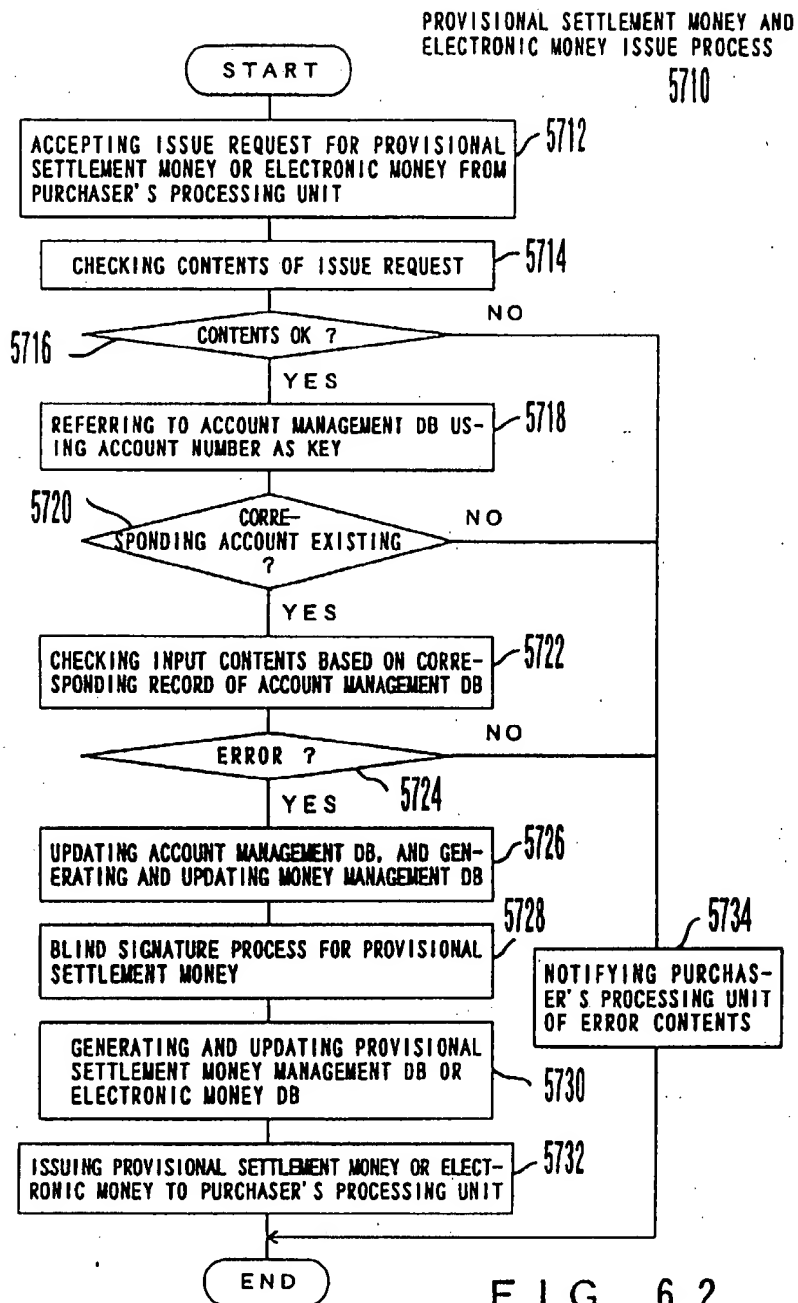 PROVISIONAL SETTLEMENT MONEY AND
ELECTRONIC MONEY ISSUE PROCESS
5710
START
ACCEPTING ISSUE REQUEST FOR PROVISIONAL
SETTLEMENT MONEY OR ELECTRONIC MONEY FROM
PURCHASER'S PROCESSING UNIT
5712
CHECKING CONTENTS OF ISSUE REQUEST
5714
CONTENTS OK ?
NO
5716
YES
REFERRING TO ACCOUNT MANAGEMENT DB US-
ING ACCOUNT NUMBER AS KEY
5718
5720
CORRE-
SPONDING ACCOUNT EXISTING
?
NO
YES
CHECKING INPUT CONTENTS BASED ON CORRE-
SPONDING RECORD OF ACCOUNT MANAGEMENT DB
5722
ERROR ?
NO
5724
YES
UPDATING ACCOUNT MANAGEMENT DB, AND GEN-
ERATING AND UPDATING MONEY MANAGEMENT DB
5726
BLIND SIGNATURE PROCESS FOR PROVISIONAL
SETTLEMENT MONEY
5728
5734
NOTIFYING PURCHAS-
ER'S PROCESSING UNIT
OF ERROR CONTENTS
GENERATING AND UPDATING PROVISIONAL
SETTLEMENT MONEY MANAGEMENT DB OR
ELECTRONIC MONEY DB
5730
ISSUING PROVISIONAL SETTLEMENT MONEY OR ELECT-
RONIC MONEY TO PURCHASER'S PROCESSING UNIT
5732
END
FIG. 62